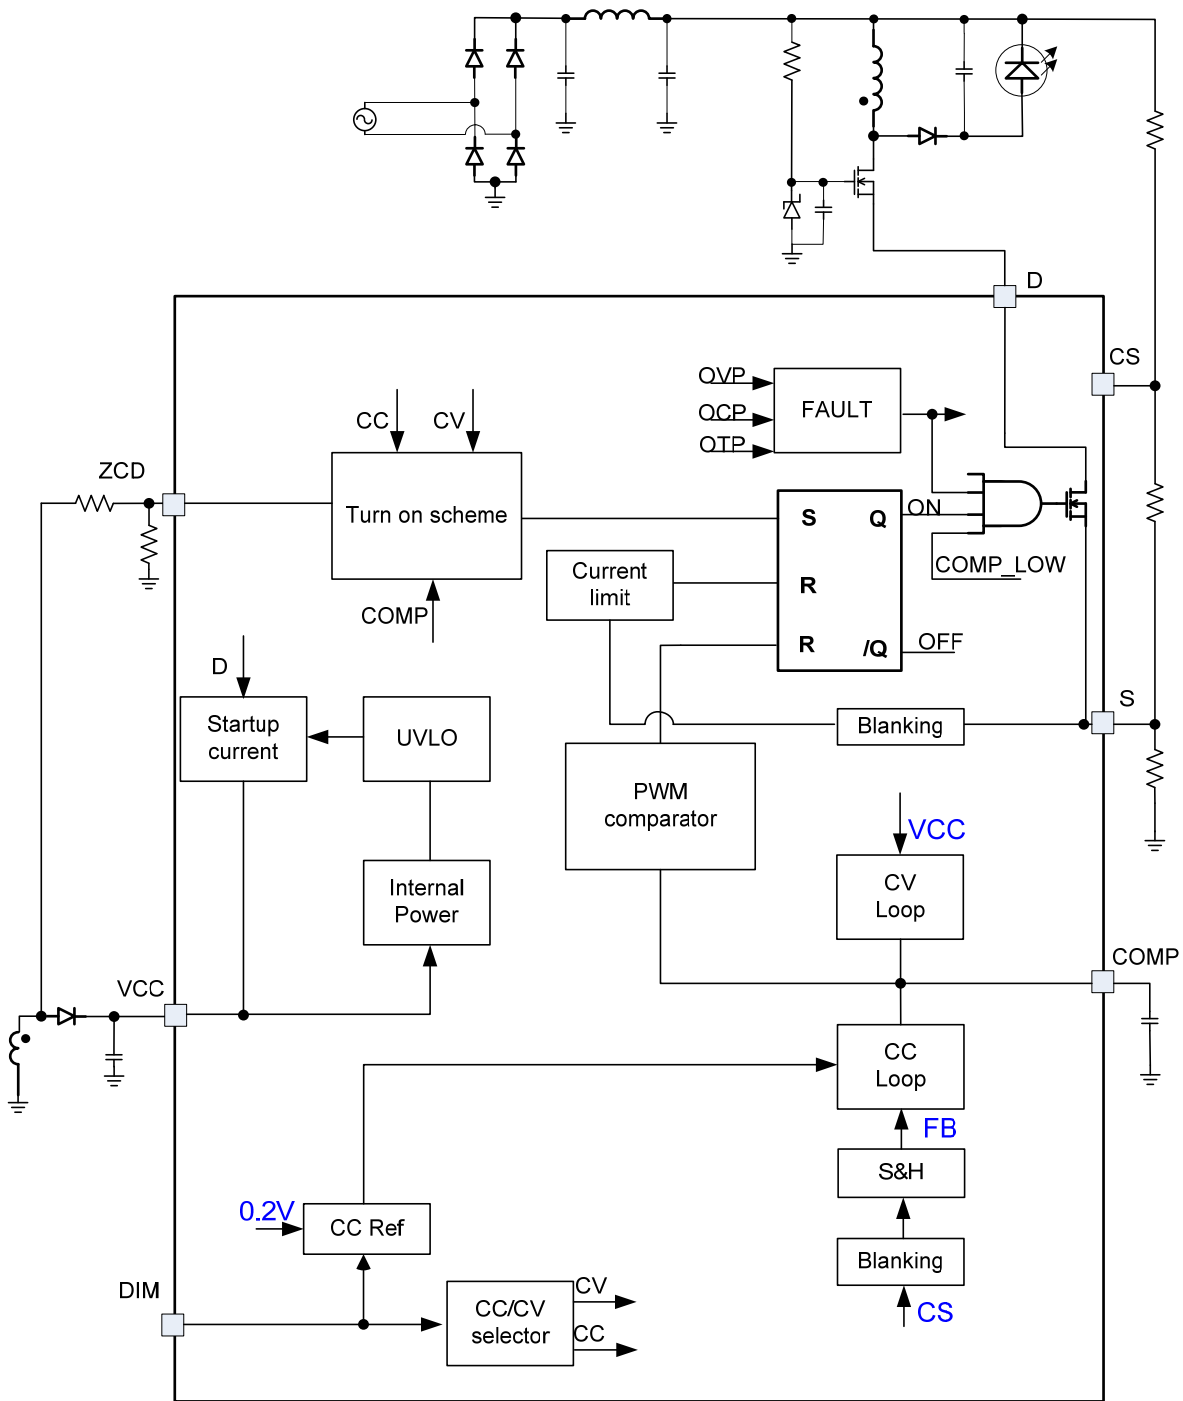 D
CS
OVP
OCP
OTP
FAULT
CC
CV
ZCD
Turn on scheme
COMP
S
Q
ON
R
R
/Q
OFF
COMP_LOW
Current
limit
D
Startup
current
UVLO
Blanking
S
PWM
comparator
VCC
CV
Loop
Internal
Power
VCC
COMP
CC
Loop
FB
S&H
0.2V
CC Ref
Blanking
CS
DIM
CC/CV
selector
CV
CC